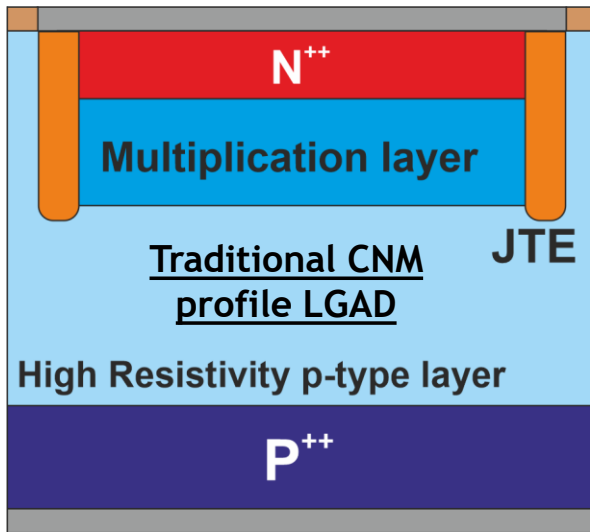 N++
Multiplication layer
JTE
Traditional CNM
profile LGAD
High Resistivity p-type layer
P++